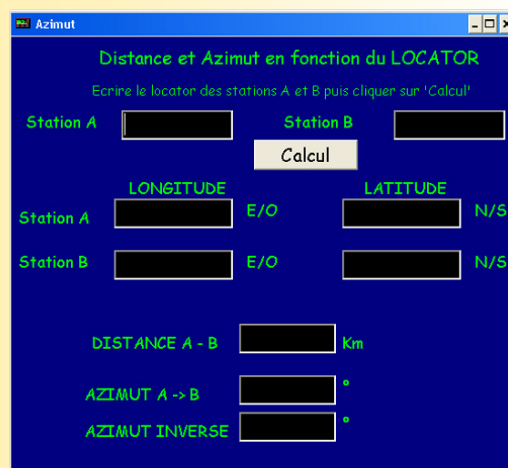 Azimut
Distance et Azimut en fonction du LOCATOR
Ecrire le locator des stations A et B puis cliquer sur 'Calcul'
Station A Station B
Calcul
LONGITUDE LATITUDE
Station A E/O N/S
Station B E/O N/S
DISTANCE A - B Km
AZIMUT A -> B °
AZIMUT INVERSE °